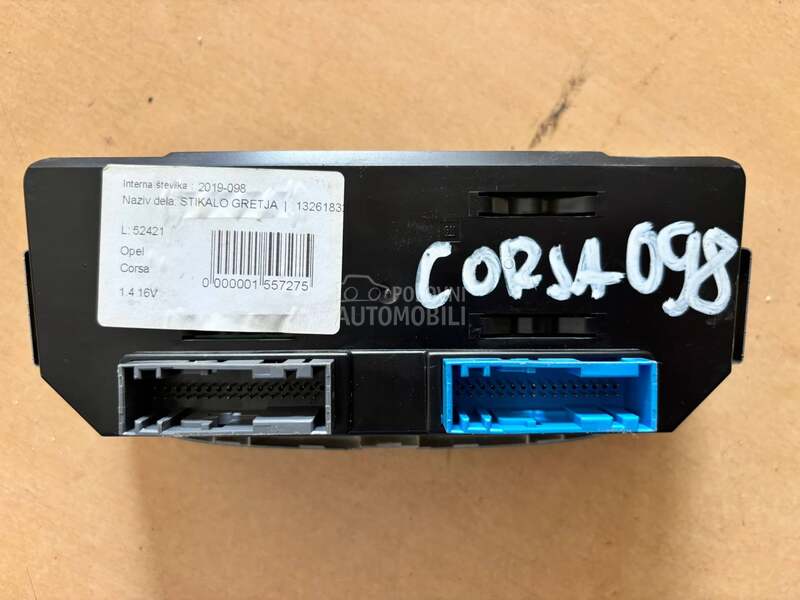 Interna številka : 2019-098
Naziv dela: STIKALO GRETJA | 1326183
L: 52421
Opel
Corsa
0 000001 557275
1.4 16V
CORSA 098
POLOVNI
AUTOMOBILI